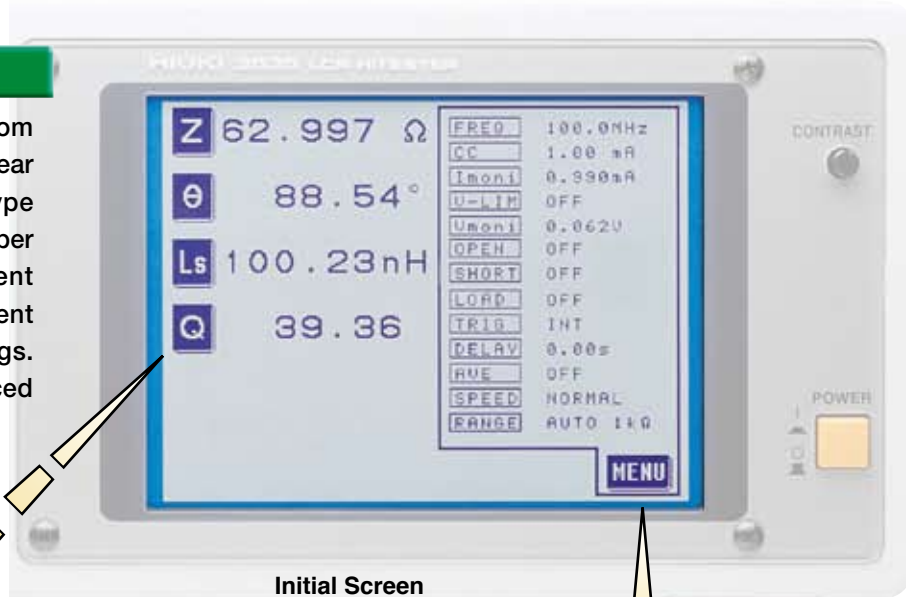 om
ear
ype
per
ent
ent
gs.
ced
HIOKI 3535 LCR HiTESTER
Z 62.997 Ω
θ 88.54°
Ls 100.23nH
Q 39.36
FREQ 100.0MHz
CC 1.00 mA
Imoni 0.990mA
V-LIM OFF
Vmoni 0.062V
OPEN OFF
SHORT OFF
LOAD OFF
TRIG INT
DELAY 0.00s
AVE OFF
SPEED NORMAL
RANGE AUTO 1kΩ
MENU
CONTRAST
POWER
Initial Screen